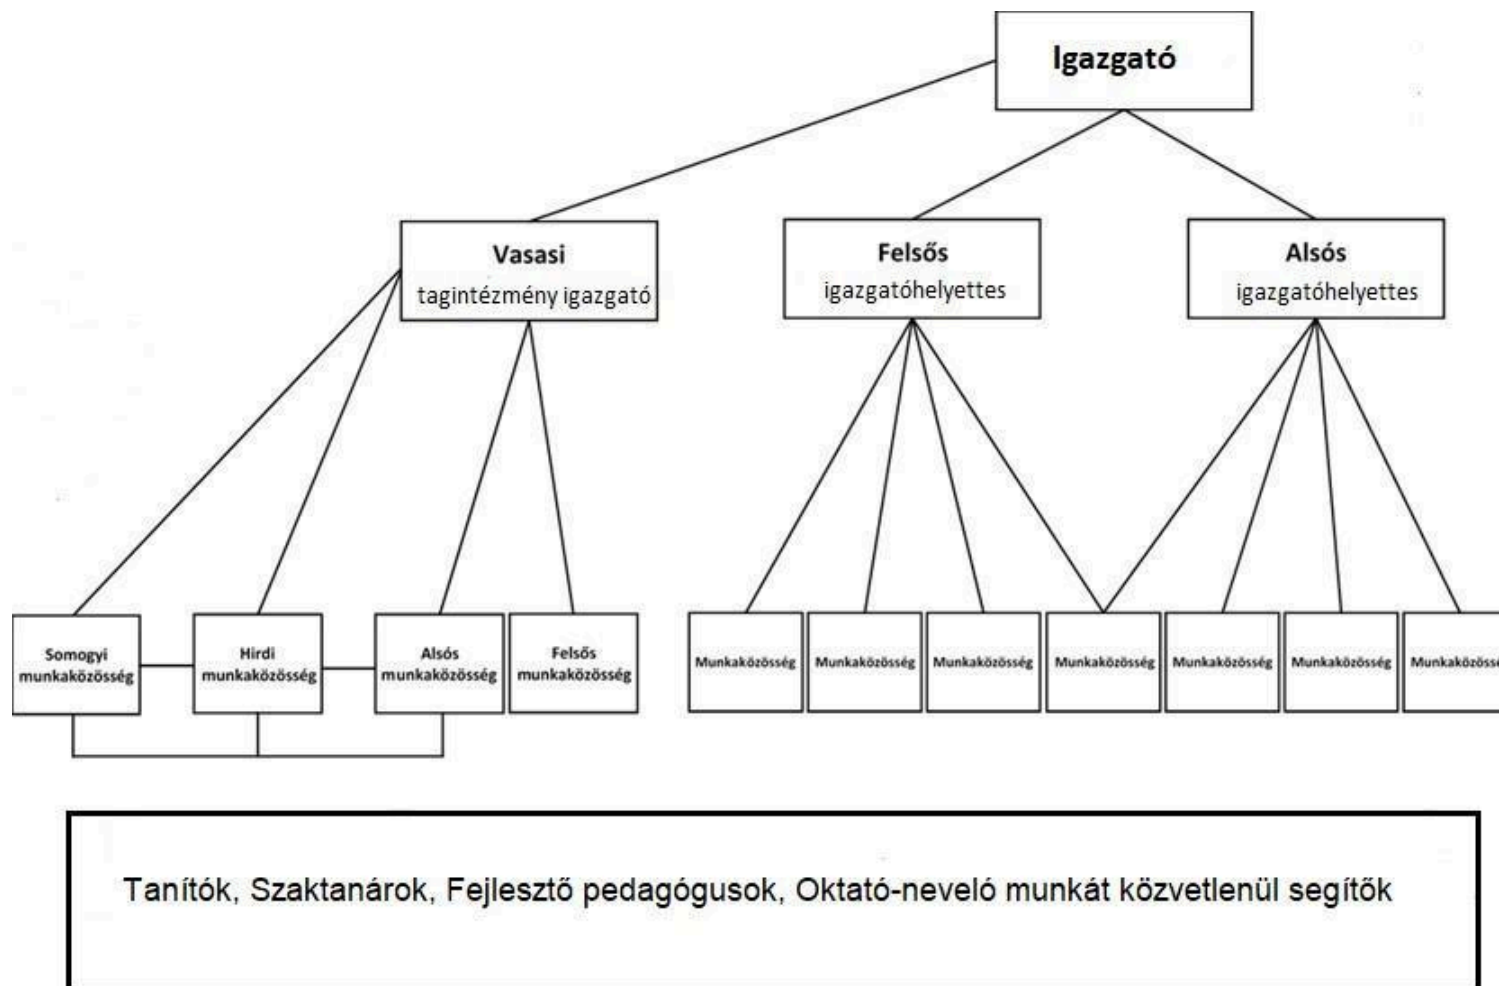 Igazgató
Vasasi
tagintézmény igazgató
Felsős
igazgatóhelyettes
Alsós
igazgatóhelyettes
Somogyi
munkaközösség
Hirdi
munkaközösség
Alsós
munkaközösség
Felsős
munkaközösség
Munkaközösség
Munkaközösség
Munkaközösség
Munkaközösség
Munkaközösség
Munkaközösség
Munkaközössé
Tanítók, Szaktanárok, Fejlesztő pedagógusok, Oktató-nevelő munkát közvetlenül segítők